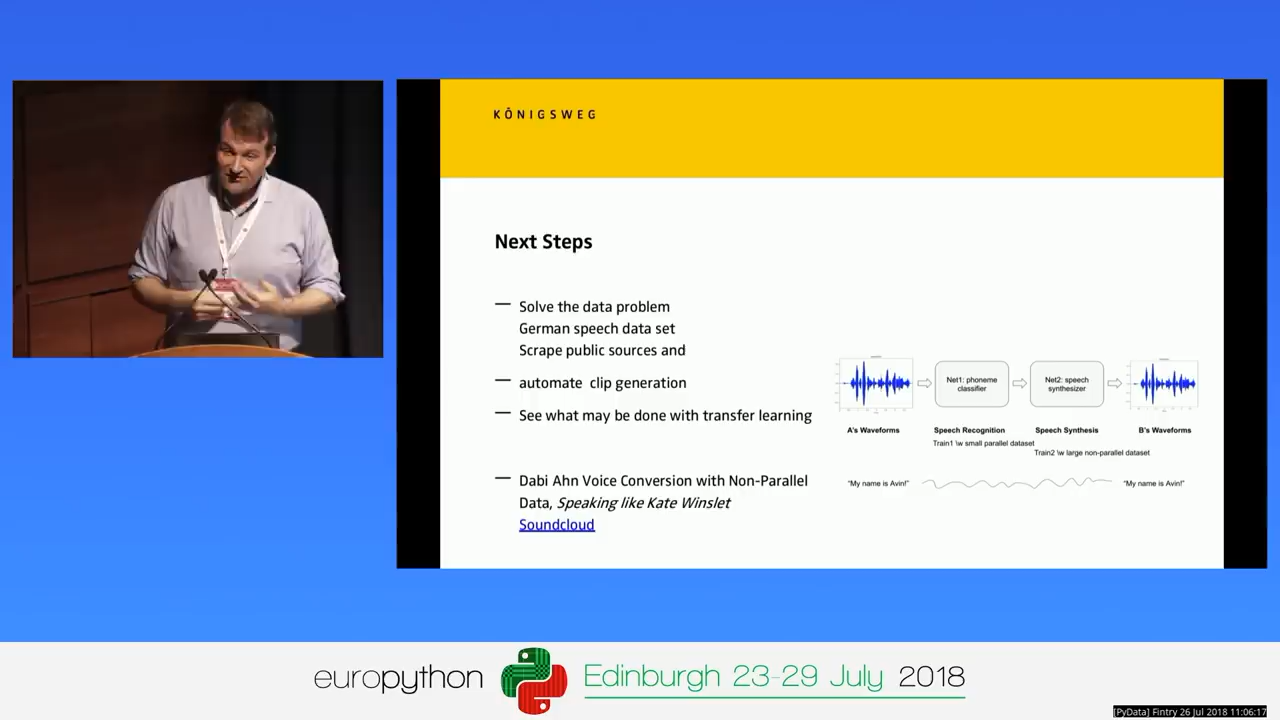 KÖNIGSWEG
Next Steps
— Solve the data problem
German speech data set
Scrape public sources and
— automate clip generation
— See what may be done with transfer learning
— Dabi Ahn Voice Conversion with Non-Parallel
Data, Speaking like Kate Winslet
Soundcloud
Net1: phoneme
classifier
Net2: speech
synthesizer
A's Waveforms
Speech Recognition
Speech Synthesis
B's Waveforms
Train1 \w small parallel dataset
Train2 \w large non-parallel dataset
"My name is Avin!"
"My name is Avin!"
europython
Edinburgh 23-29 July 2018
[PyData] Fintry 26 Jul 2018 11:06:17